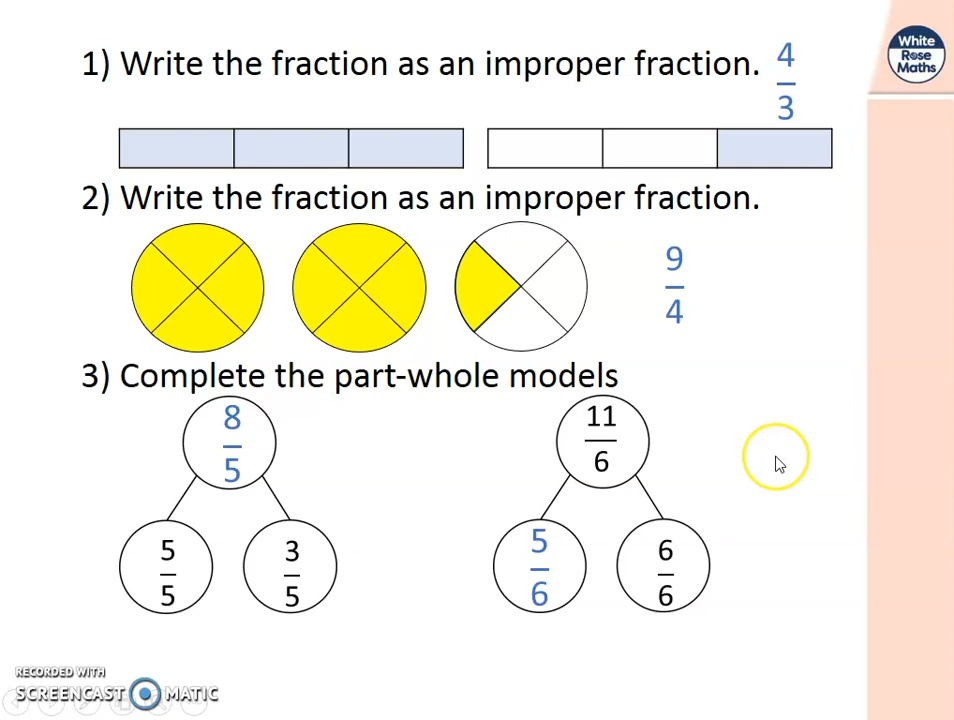 White
Rose
Maths
1) Write the fraction as an improper fraction. 4/3
2) Write the fraction as an improper fraction.
9/4
3) Complete the part-whole models
8/5
11/6
5/5
3/5
5/6
6/6
RECORDED WITH
SCREENCAST MATIC